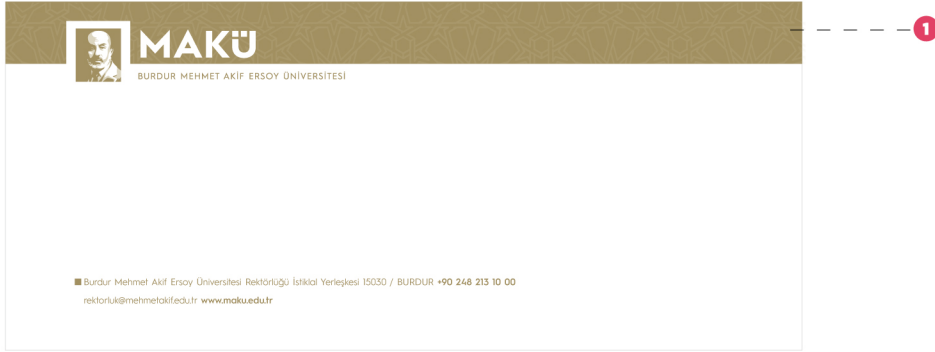 MAKÜ
BURDUR MEHMET AKİF ERSOY ÜNİVERSİTESİ
1
Burdur Mehmet Akif Ersoy Üniversitesi Rektörlüğü İstiklal Yerleşkesi 15030 / BURDUR +90 248 213 10 00
rektorluk@mehmetakif.edu.tr www.maku.edu.tr